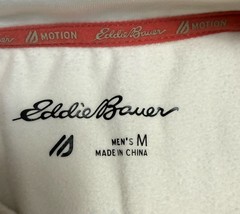 MOTION Eddie Bauer MOTION
Eddie Bauer
MEN'S M
MADE IN CHINA